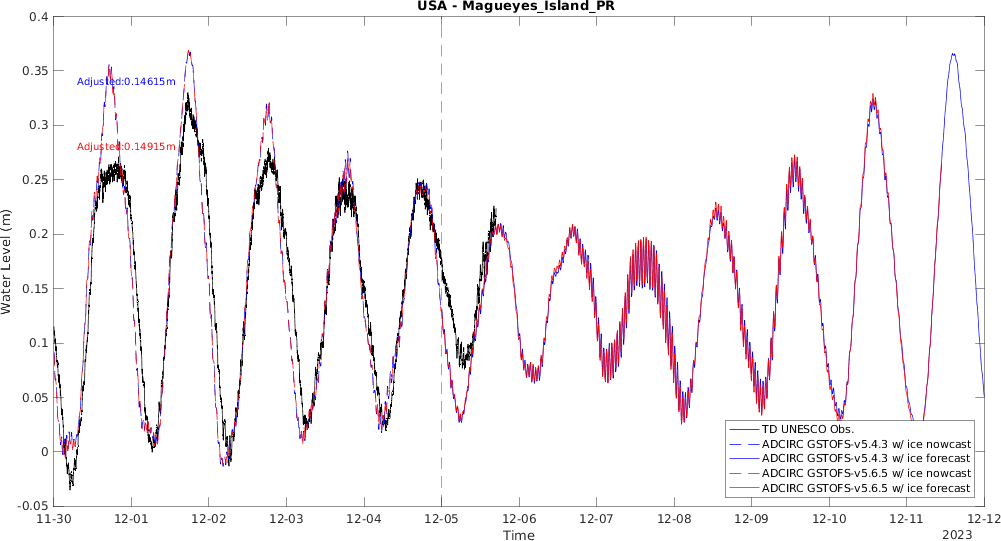 USA - Magueyes_Island_PR
0.4
0.35
0.3
0.25
0.2
0.15
0.1
0.05
0
-0.05
Water Level (m)
Adjusted:0.14615m
Adjusted:0.14915m
TD UNESCO Obs.
ADCIRC GSTOFS-v5.4.3 w/ ice nowcast
ADCIRC GSTOFS-v5.4.3 w/ ice forecast
ADCIRC GSTOFS-v5.6.5 w/ ice nowcast
ADCIRC GSTOFS-v5.6.5 w/ ice forecast
11-30 12-01 12-02 12-03 12-04 12-05 12-06 12-07 12-08 12-09 12-10 12-11 12-12
Time
2023